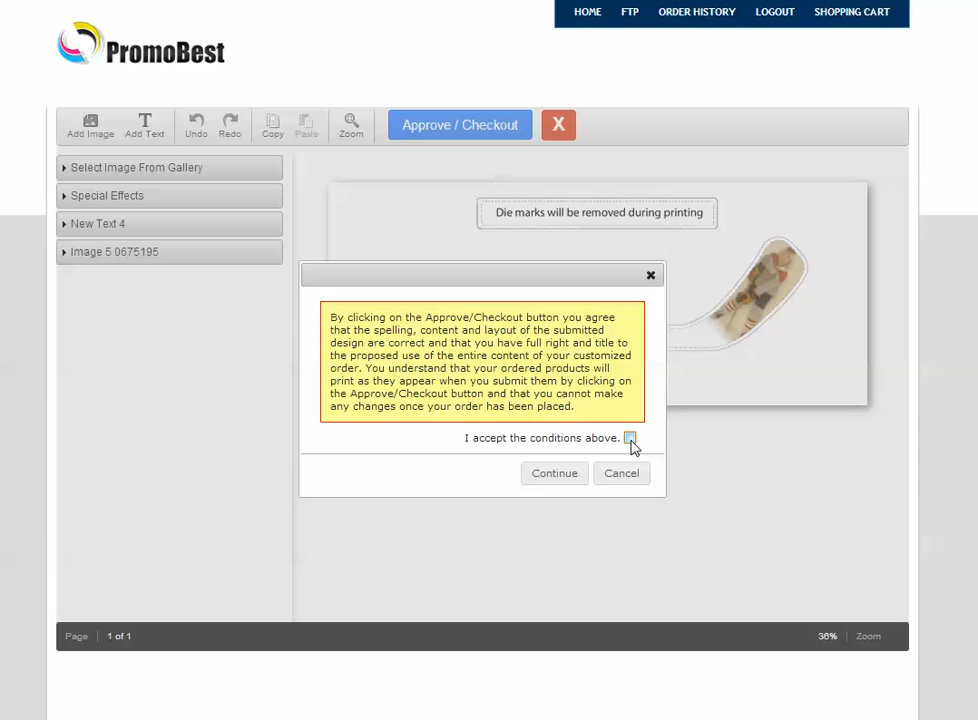 HOME FTP ORDER HISTORY LOGOUT SHOPPING CART
PromoBest
Add Image Add Text Undo Redo Copy Paste Zoom Approve / Checkout X
Select Image From Gallery
Special Effects
New Text 4
Image 5 0675195
Die marks will be removed during printing
By clicking on the Approve/Checkout button you agree
that the spelling, content and layout of the submitted
design are correct and that you have full right and title to
the proposed use of the entire content of your customized
order. You understand that your ordered products will
print as they appear when you submit them by clicking on
the Approve/Checkout button and that you cannot make
any changes once your order has been placed.
I accept the conditions above.
Continue Cancel
Page 1 of 1 36% Zoom